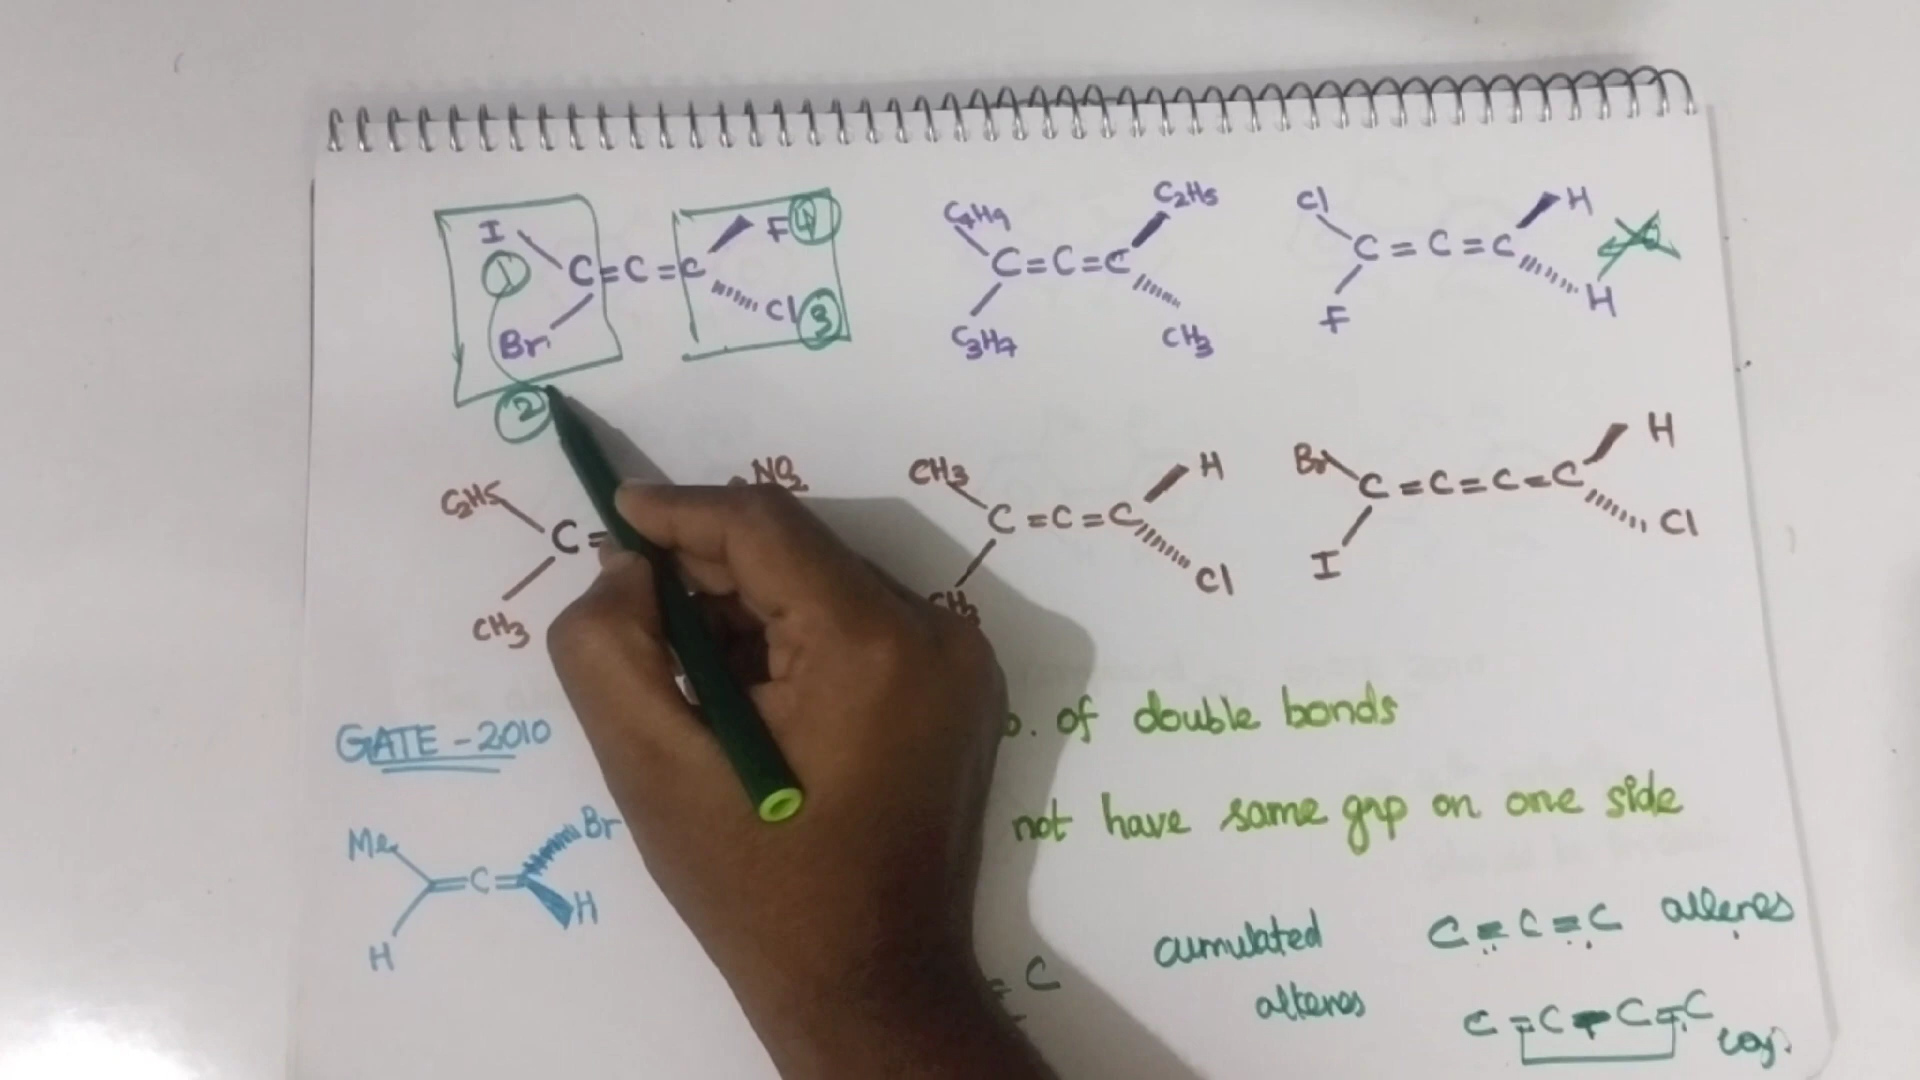 I C=C=C F 4
1
Br Cl 3
2
C4H9 C=C=C C2H5
C3H7 CH3
Cl C=C=C H
F H
C2H5 C= NO2
CH3
CH3 C=C=C H
CH3 Cl
Br C=C=C=C H
I Cl
GATE-2010
of double bonds
not have same grp on one side
Me =C= Br
H H
= C
cumulated
alkenes
C=C=C allenes
C=C-C=C